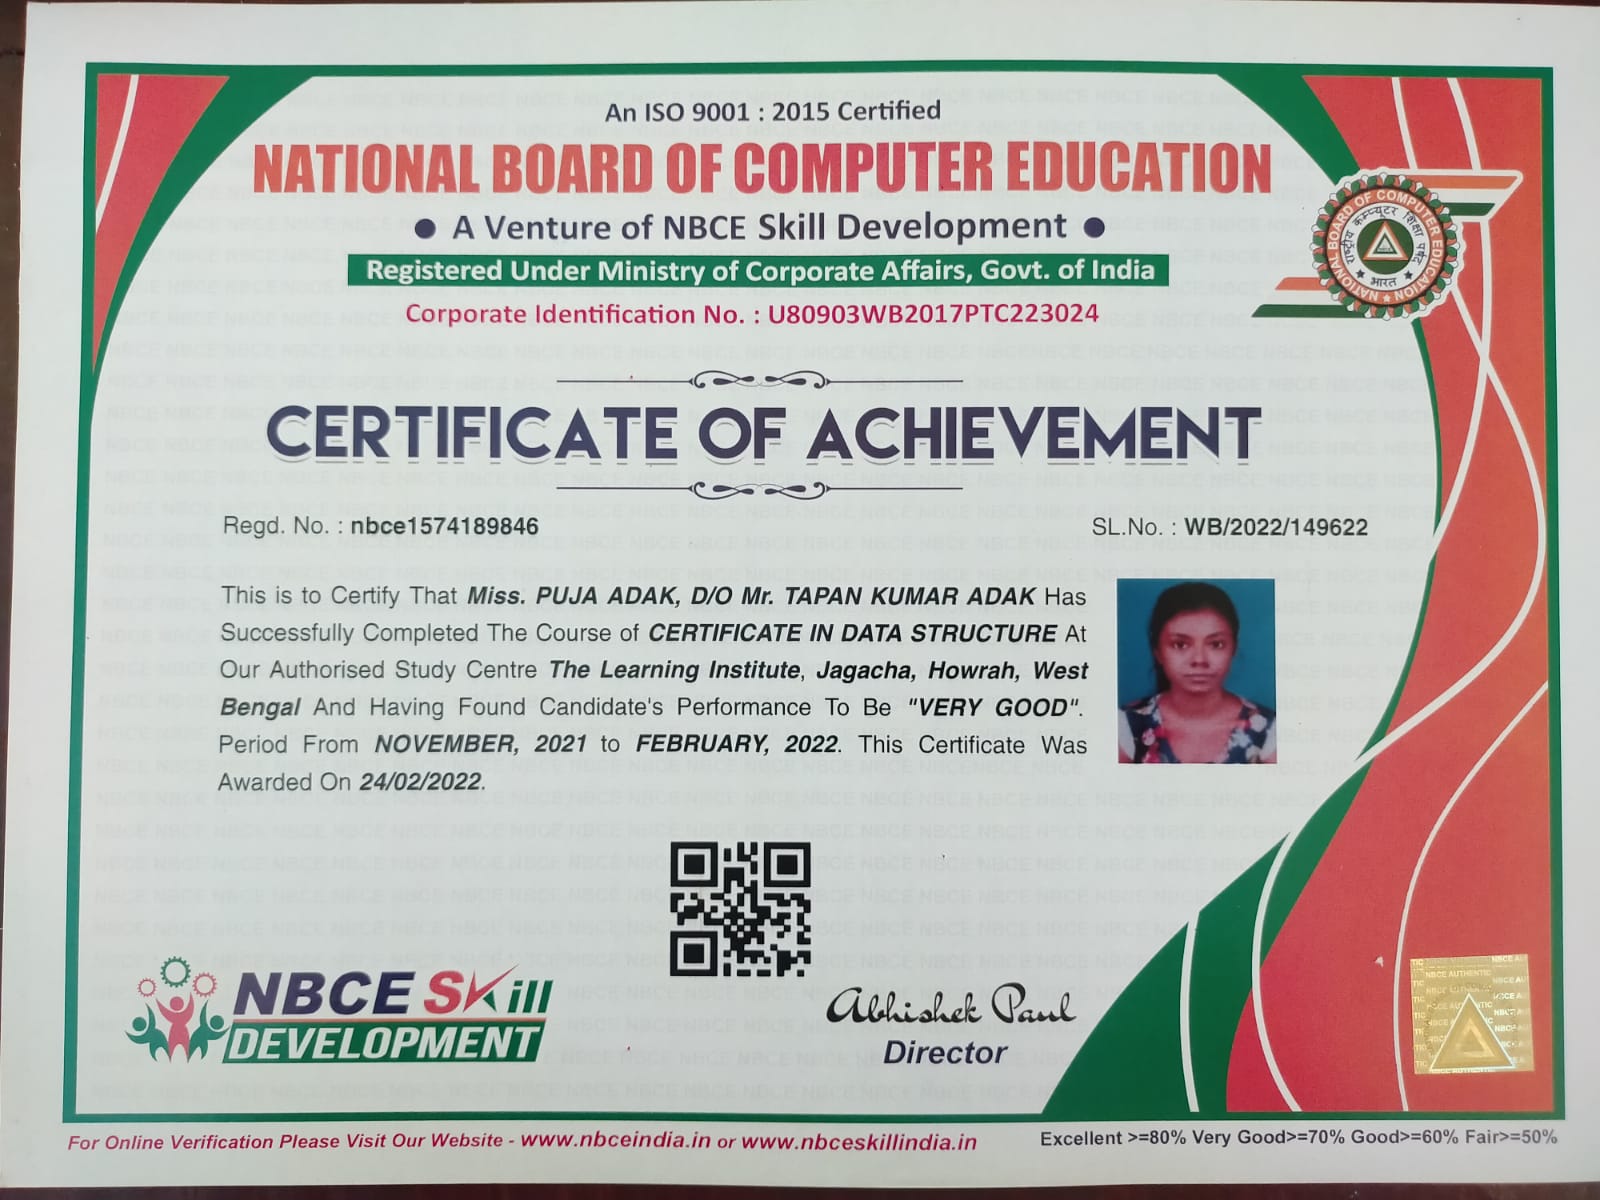 An ISO 9001 : 2015 Certified
NATIONAL BOARD OF COMPUTER EDUCATION
● A Venture of NBCE Skill Development ●
Registered Under Ministry of Corporate Affairs, Govt. of India
Corporate Identification No. : U80903WB2017PTC223024
NATIONAL BOARD OF COMPUTER EDUCATION
राष्ट्रीय कम्प्यूटर शिक्षा पर्षद
भारत
CERTIFICATE OF ACHIEVEMENT
Regd. No. : nbce1574189846
SL.No. : WB/2022/149622
This is to Certify That Miss. PUJA ADAK, D/O Mr. TAPAN KUMAR ADAK Has
Successfully Completed The Course of CERTIFICATE IN DATA STRUCTURE At
Our Authorised Study Centre The Learning Institute, Jagacha, Howrah, West
Bengal And Having Found Candidate's Performance To Be "VERY GOOD".
Period From NOVEMBER, 2021 to FEBRUARY, 2022. This Certificate Was
Awarded On 24/02/2022.
NBCE Skill
DEVELOPMENT
Abhishek Paul
Director
NBCE AUTHENTIC
For Online Verification Please Visit Our Website - www.nbceindia.in or www.nbceskillindia.in
Excellent >=80% Very Good>=70% Good>=60% Fair>=50%